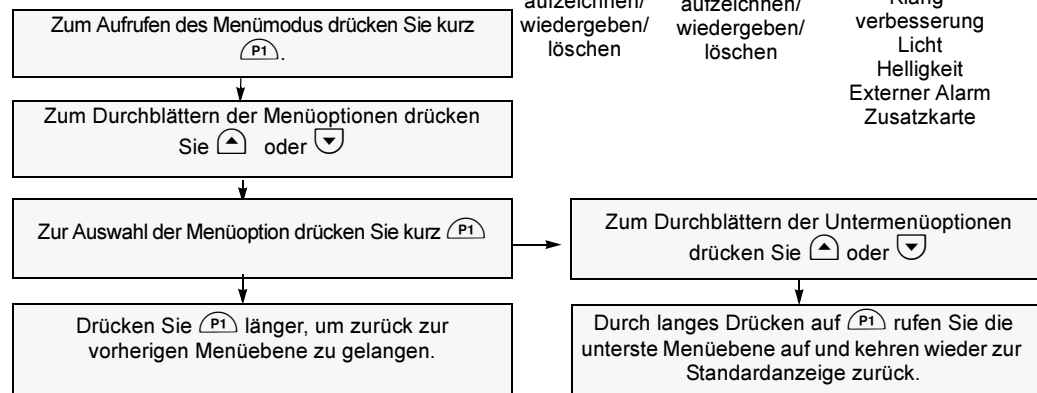 aufzeichnen/
wiedergeben/
löschen
aufzeichnen/
wiedergeben/
löschen
Klang
verbesserung
Licht
Helligkeit
Externer Alarm
Zusatzkarte
Zum Aufrufen des Menümodus drücken Sie kurz
P1.
Zum Durchblättern der Menüoptionen drücken
Sie oder
Zur Auswahl der Menüoption drücken Sie kurz P1
Zum Durchblättern der Untermenüoptionen
drücken Sie oder
Drücken Sie P1 länger, um zurück zur
vorherigen Menüebene zu gelangen.
Durch langes Drücken auf P1 rufen Sie die
unterste Menüebene auf und kehren wieder zur
Standardanzeige zurück.